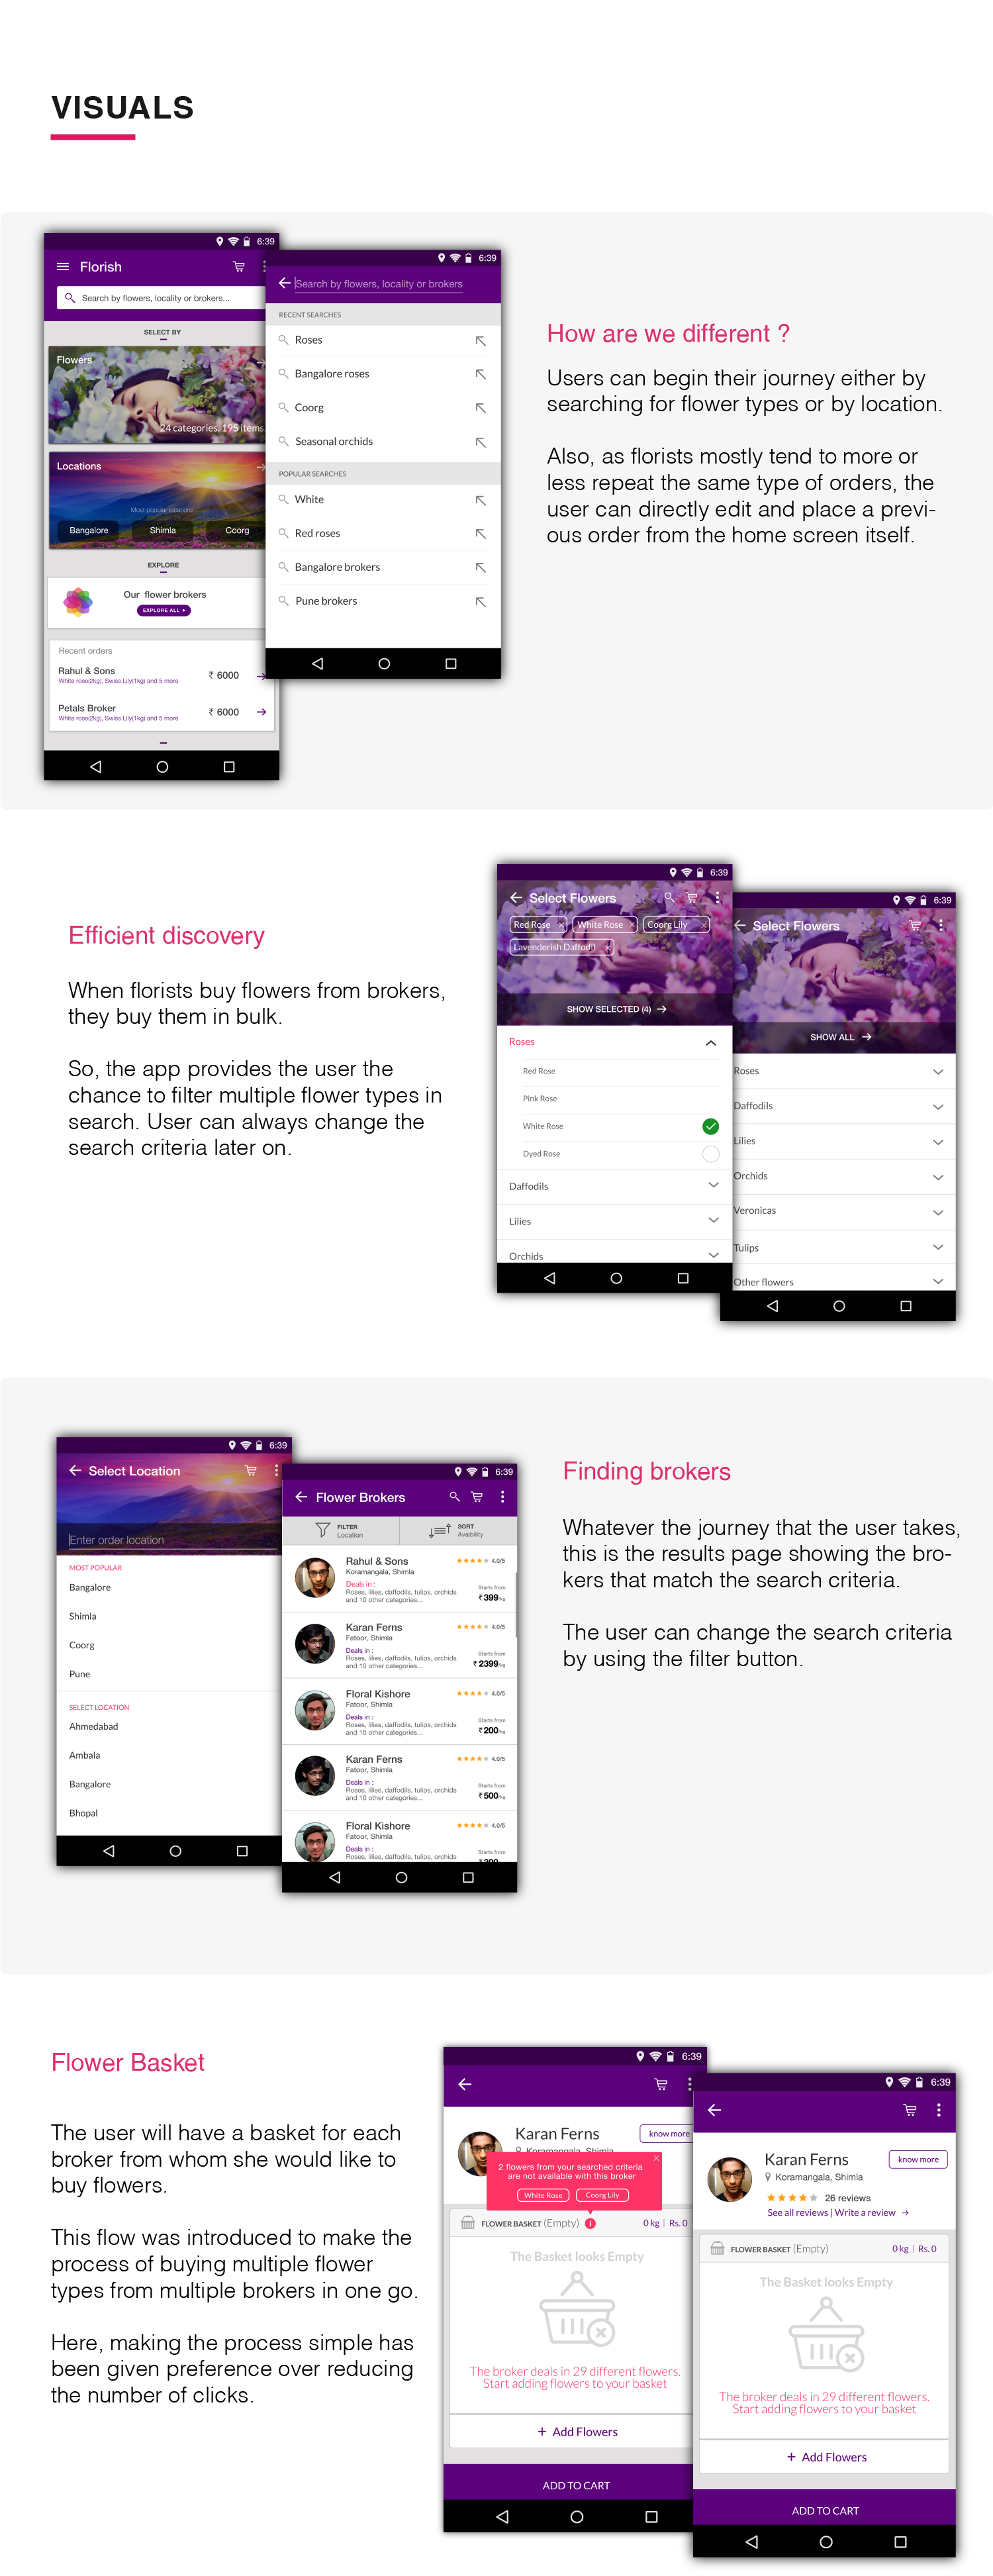 VISUALS
6:39
Florish
Search by flowers, locality or brokers...
SELECT BY
Flowers
24 categories, 195 items
Locations
Most popular locations
Bangalore Shimla Coorg
EXPLORE
Our flower brokers
EXPLORE ALL
Recent orders
Rahul & Sons
₹ 6000
White rose(2kg), Swiss Lily(1kg) and 5 more
Petals Broker
₹ 6000
White rose(2kg), Swiss Lily(1kg) and 5 more
6:39
Search by flowers, locality or brokers
RECENT SEARCHES
Roses
Bangalore roses
Coorg
Seasonal orchids
POPULAR SEARCHES
White
Red roses
Bangalore brokers
Pune brokers
How are we different ?
Users can begin their journey either by
searching for flower types or by location.
Also, as florists mostly tend to more or
less repeat the same type of orders, the
user can directly edit and place a previ-
ous order from the home screen itself.
Efficient discovery
When florists buy flowers from brokers,
they buy them in bulk.
So, the app provides the user the
chance to filter multiple flower types in
search. User can always change the
search criteria later on.
6:39
Select Flowers
Red Rose × White Rose × Coorg Lily ×
Lavenderish Daffodil ×
SHOW SELECTED (4) →
Roses
Red Rose
Pink Rose
White Rose
Dyed Rose
Daffodils
Lilies
Orchids
6:39
Select Flowers
SHOW ALL →
Roses
Daffodils
Lilies
Orchids
Veronicas
Tulips
Other flowers
6:39
Select Location
Enter order location
MOST POPULAR
Bangalore
Shimla
Coorg
Pune
SELECT LOCATION
Ahmedabad
Ambala
Bangalore
Bhopal
6:39
Flower Brokers
FILTER
Location
SORT
Avaibility
Rahul & Sons
4.0/5
Koramangala, Shimla
Deals in :
Roses, lilies, daffodils, tulips, orchids
and 10 other categories...
Starts from
₹ 399/kg
Karan Ferns
4.0/5
Fatoor, Shimla
Deals in :
Roses, lilies, daffodils, tulips, orchids
and 10 other categories...
Starts from
₹ 2399/kg
Floral Kishore
4.0/5
Fatoor, Shimla
Deals in :
Roses, lilies, daffodils, tulips, orchids
and 10 other categories...
Starts from
₹ 200/kg
Karan Ferns
4.0/5
Fatoor, Shimla
Deals in :
Roses, lilies, daffodils, tulips, orchids
and 10 other categories...
Starts from
₹ 500/kg
Floral Kishore
4.0/5
Fatoor, Shimla
Deals in :
Roses, lilies, daffodils, tulips, orchids
Starts from
Finding brokers
Whatever the journey that the user takes,
this is the results page showing the bro-
kers that match the search criteria.
The user can change the search criteria
by using the filter button.
Flower Basket
The user will have a basket for each
broker from whom she would like to
buy flowers.
This flow was introduced to make the
process of buying multiple flower
types from multiple brokers in one go.
Here, making the process simple has
been given preference over reducing
the number of clicks.
6:39
Karan Ferns
know more
Koramangala, Shimla
2 flowers from your searched criteria
are not available with this broker
White Rose Coorg Lily
FLOWER BASKET (Empty) 0 kg | Rs. 0
The Basket looks Empty
The broker deals in 29 different flowers.
Start adding flowers to your basket
+ Add Flowers
ADD TO CART
6:39
Karan Ferns
know more
Koramangala, Shimla
26 reviews
See all reviews | Write a review →
FLOWER BASKET (Empty) 0 kg | Rs. 0
The Basket looks Empty
The broker deals in 29 different flowers.
Start adding flowers to your basket
+ Add Flowers
ADD TO CART